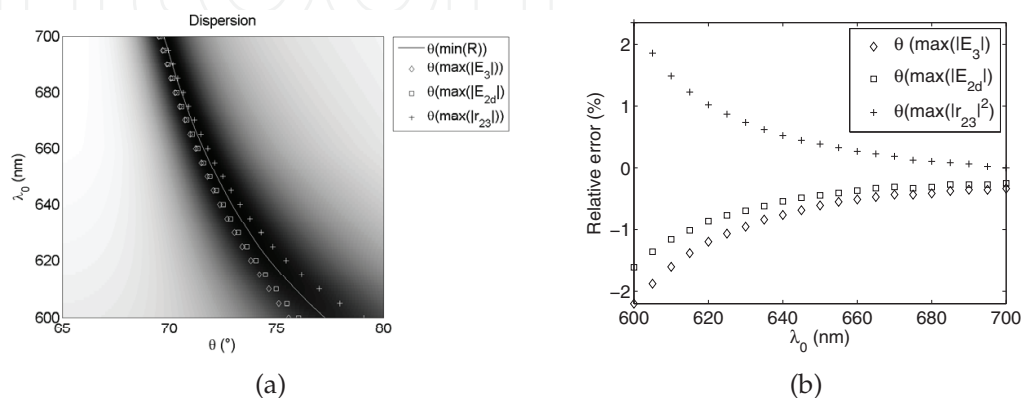 Dispersion
700
680
660
640
620
600
λ₀ (nm)
65 70 75 80
θ (°)
θ(min(R))
θ(max(|E₃|))
θ(max(|E₂d|)
θ(max(|r₂₃|))
(a)
2
1
0
−1
−2
Relative error (%)
600 620 640 660 680 700
λ₀ (nm)
θ (max(|E₃|)
θ(max(|E₂d|)
θ(max(|r₂₃|²)
(b)